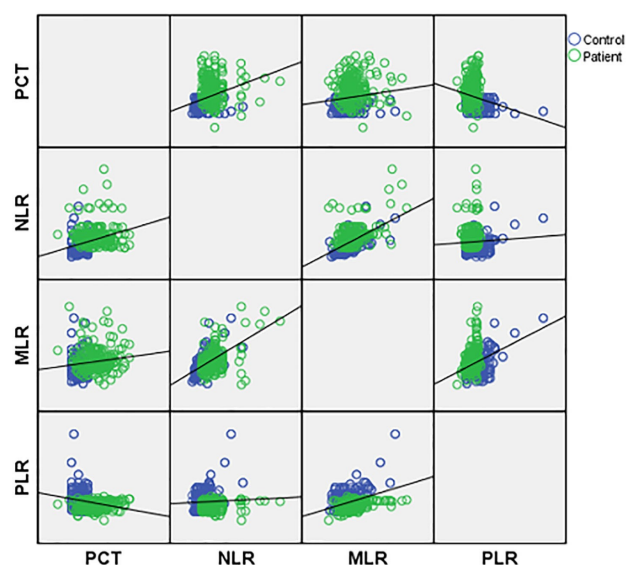 Control
Patient
PCT
NLR
MLR
PLR
PCT NLR MLR PLR